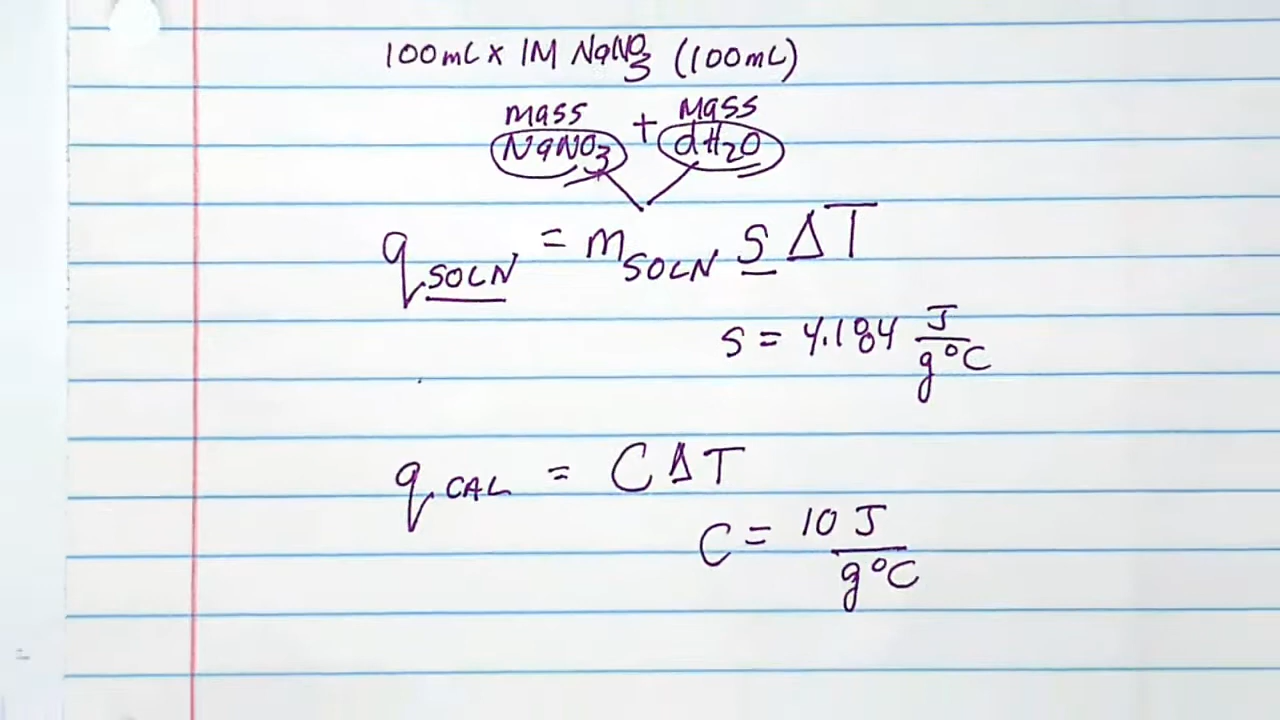 100mL x 1M NaNO3 (100mL)
mass NaNO3 + Mass dH2O
qSOLN = mSOLN S ΔT
S = 4.184 J/g°C
qCAL = CΔT
C = 10 J/g°C